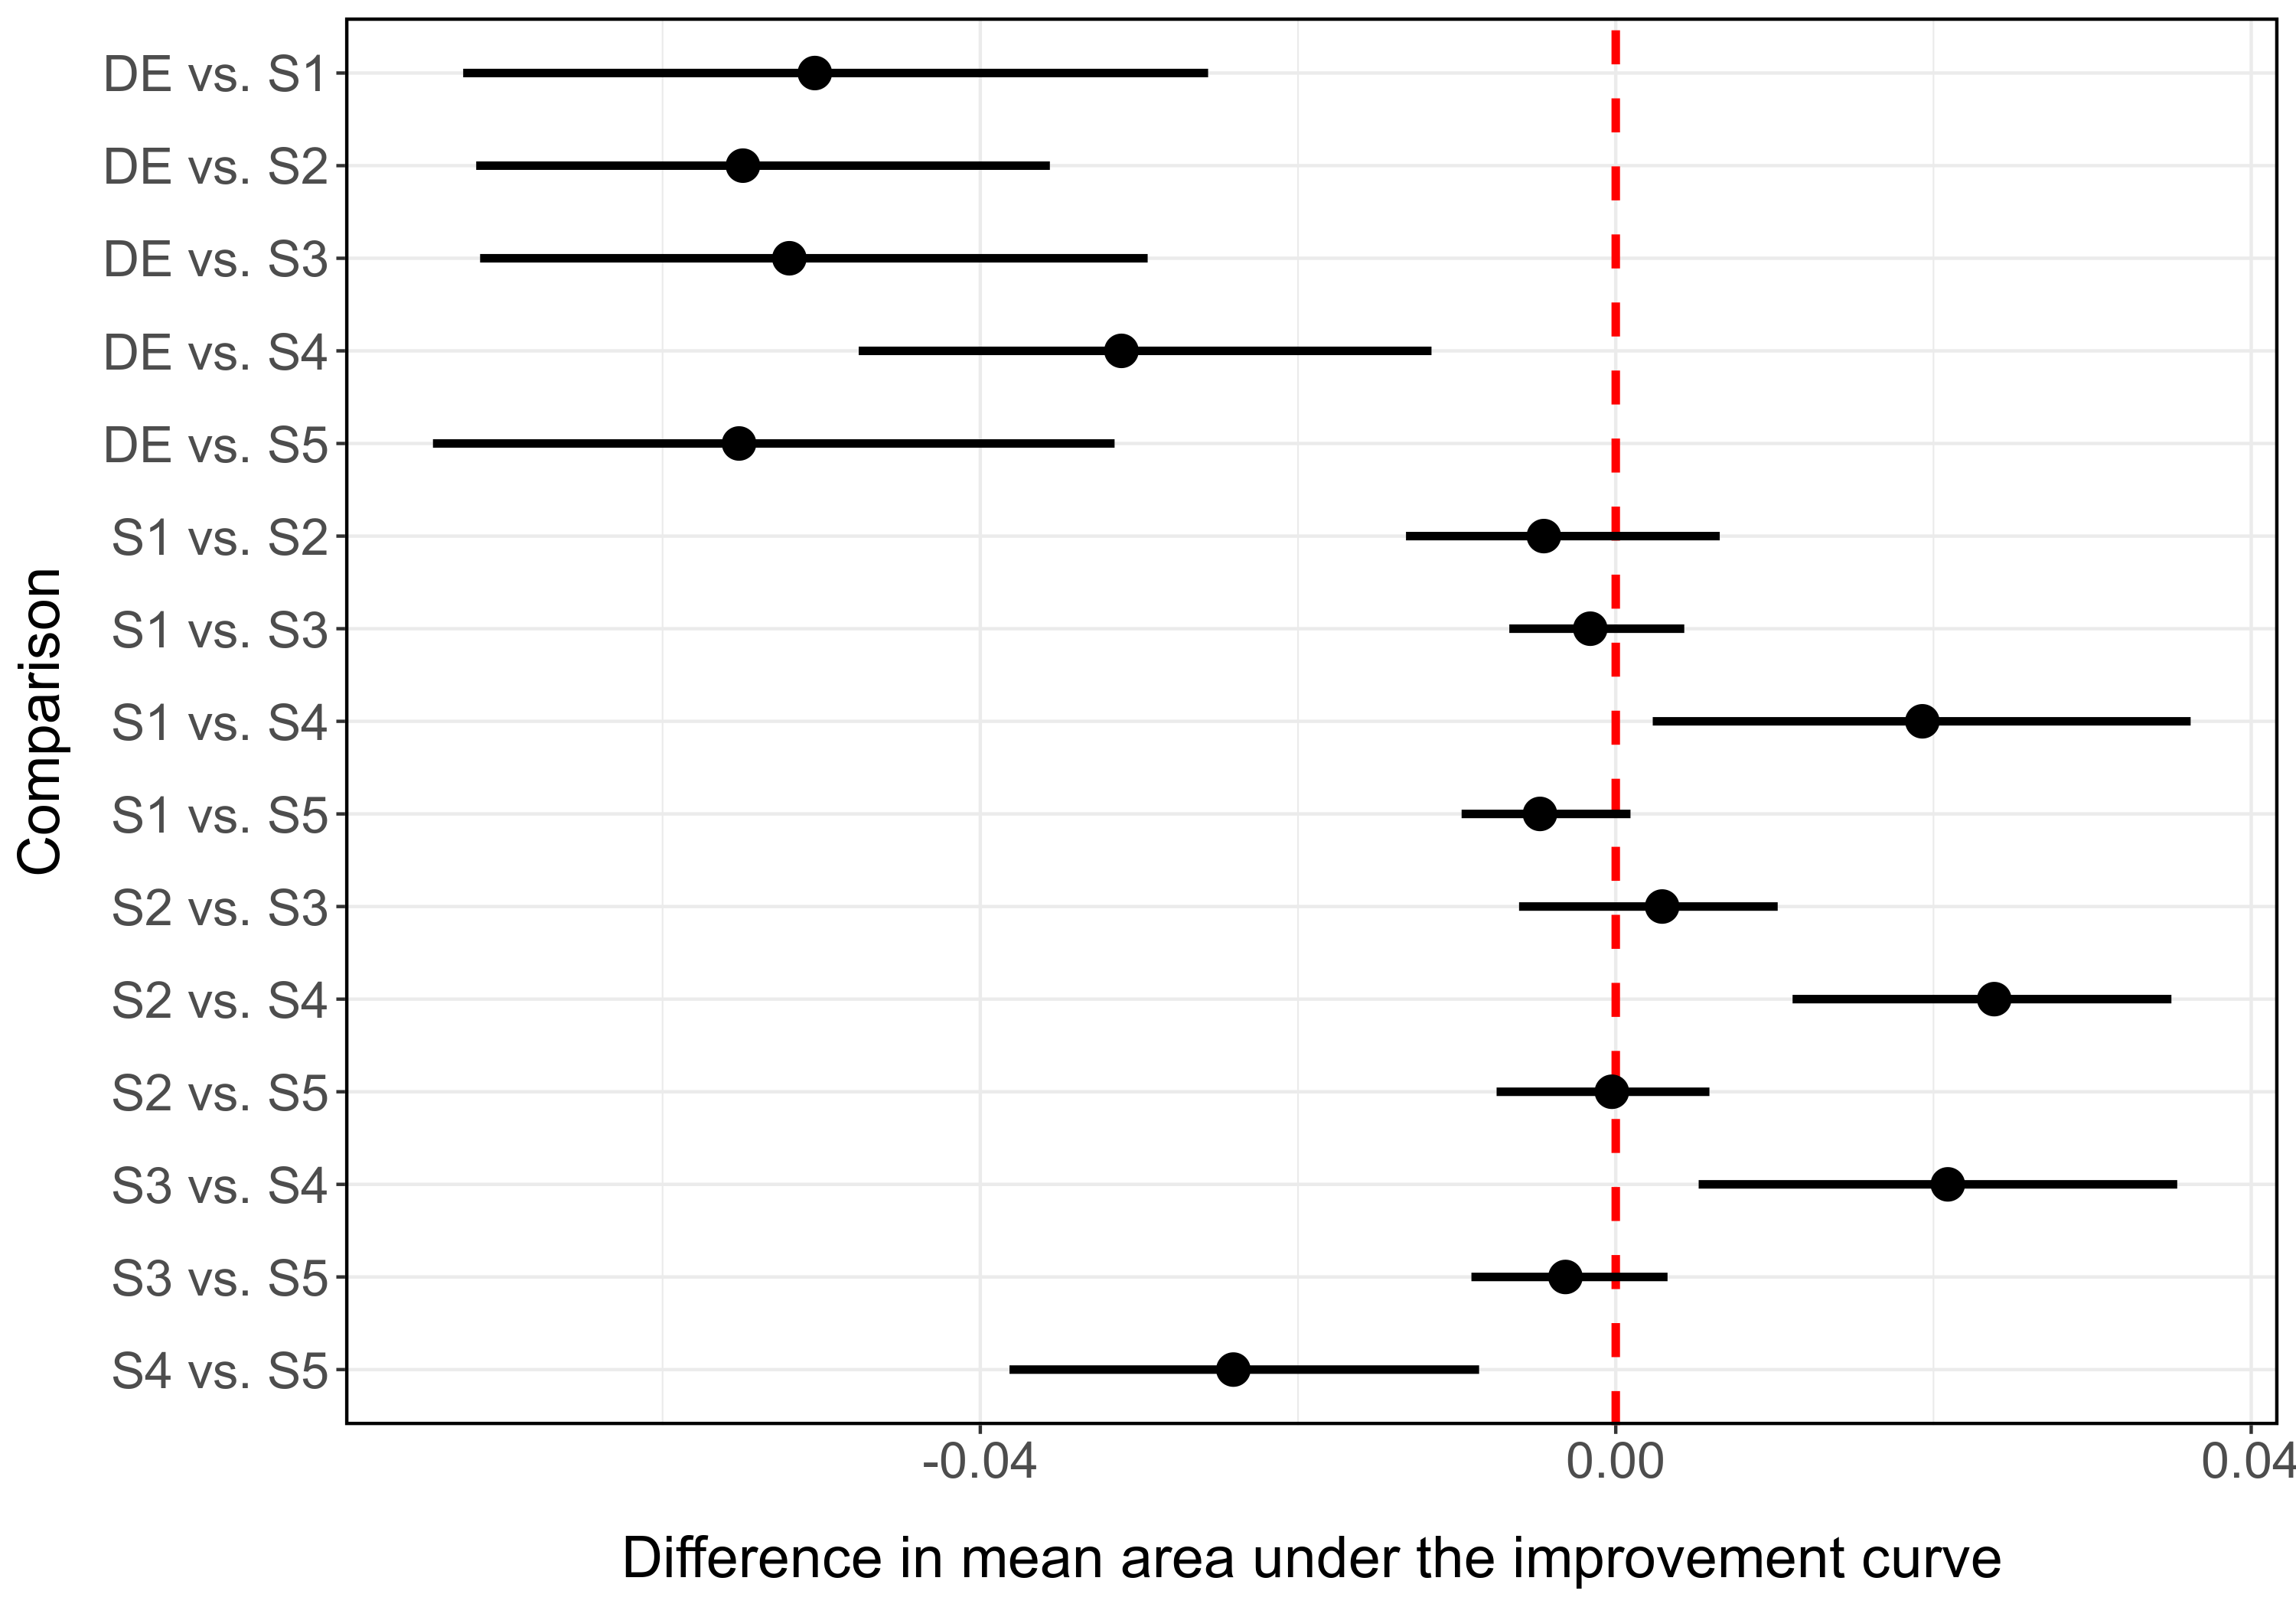 DE vs. S1
DE vs. S2
DE vs. S3
DE vs. S4
DE vs. S5
S1 vs. S2
S1 vs. S3
S1 vs. S4
S1 vs. S5
S2 vs. S3
S2 vs. S4
S2 vs. S5
S3 vs. S4
S3 vs. S5
S4 vs. S5
Comparison
-0.04 0.00 0.04
Difference in mean area under the improvement curve